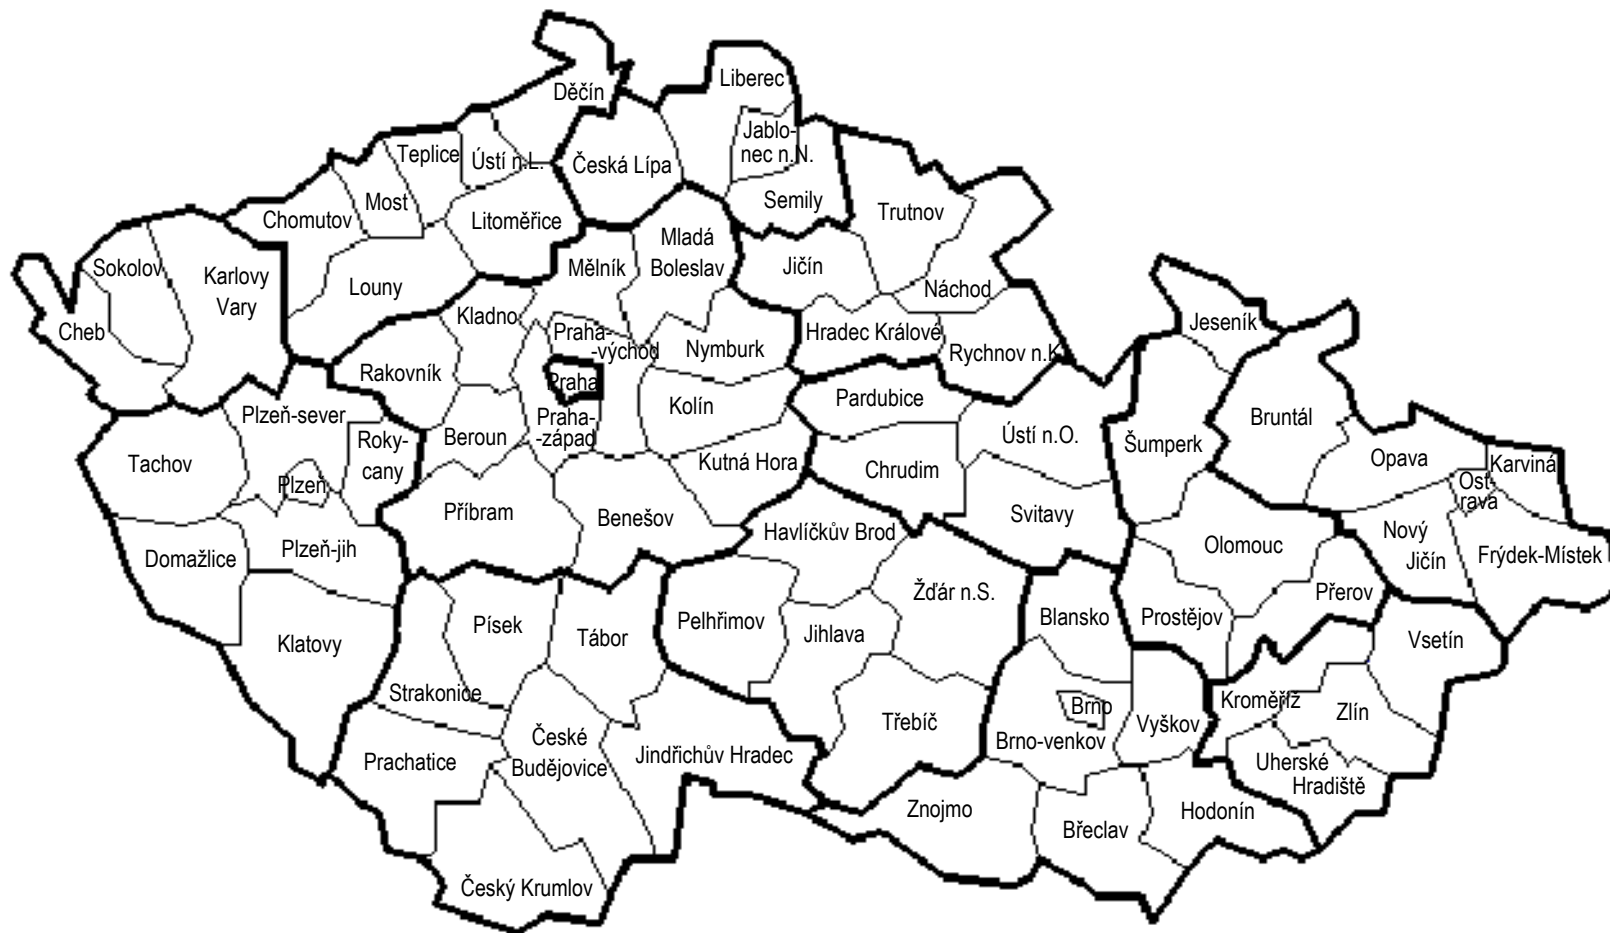 Děčín
Liberec
Jablo-
nec n.N.
Teplice
Ústí n.L.
Česká Lípa
Most
Semily
Chomutov
Litoměřice
Trutnov
Mladá
Boleslav
Sokolov
Karlovy
Vary
Mělník
Jičín
Louny
Náchod
Cheb
Kladno
Praha-
-východ
Hradec Králové
Jeseník
Nymburk
Rychnov n.K.
Rakovník
Praha
Pardubice
Kolín
Plzeň-sever
Praha-
-západ
Beroun
Roky-
cany
Bruntál
Ústí n.O.
Šumperk
Tachov
Kutná Hora
Chrudim
Opava
Karviná
Plzeň
Ost-
rava
Příbram
Benešov
Svitavy
Havlíčkův Brod
Nový
Jičín
Domažlice
Plzeň-jih
Olomouc
Frýdek-Místek
Žďár n.S.
Přerov
Pelhřimov
Písek
Tábor
Jihlava
Blansko
Prostějov
Klatovy
Vsetín
Strakonice
Kroměříž
Brno
Zlín
Třebíč
Vyškov
České
Budějovice
Brno-venkov
Prachatice
Jindřichův Hradec
Uherské
Hradiště
Znojmo
Hodonín
Břeclav
Český Krumlov